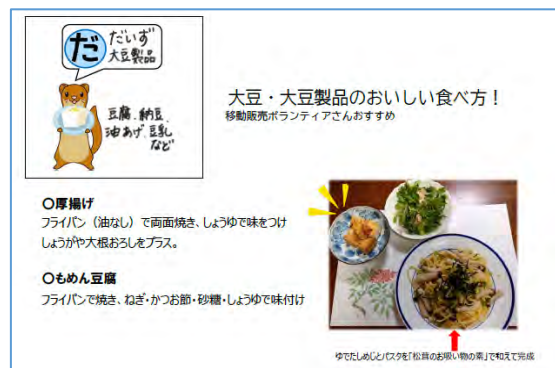 だ
だいず
大豆製品
豆腐、納豆、
油あげ、豆乳
など
大豆・大豆製品のおいしい食べ方！
移動販売ボランティアさんおすすめ
〇厚揚げ
フライパン（油なし）で両面焼き、しょうゆで味をつけ
しょうがや大根おろしをプラス。
〇もめん豆腐
フライパンで焼き、ねぎ・かつお節・砂糖・しょうゆで味付け
ゆでたしめじとパスタを「松茸のお吸い物の素」で和えて完成